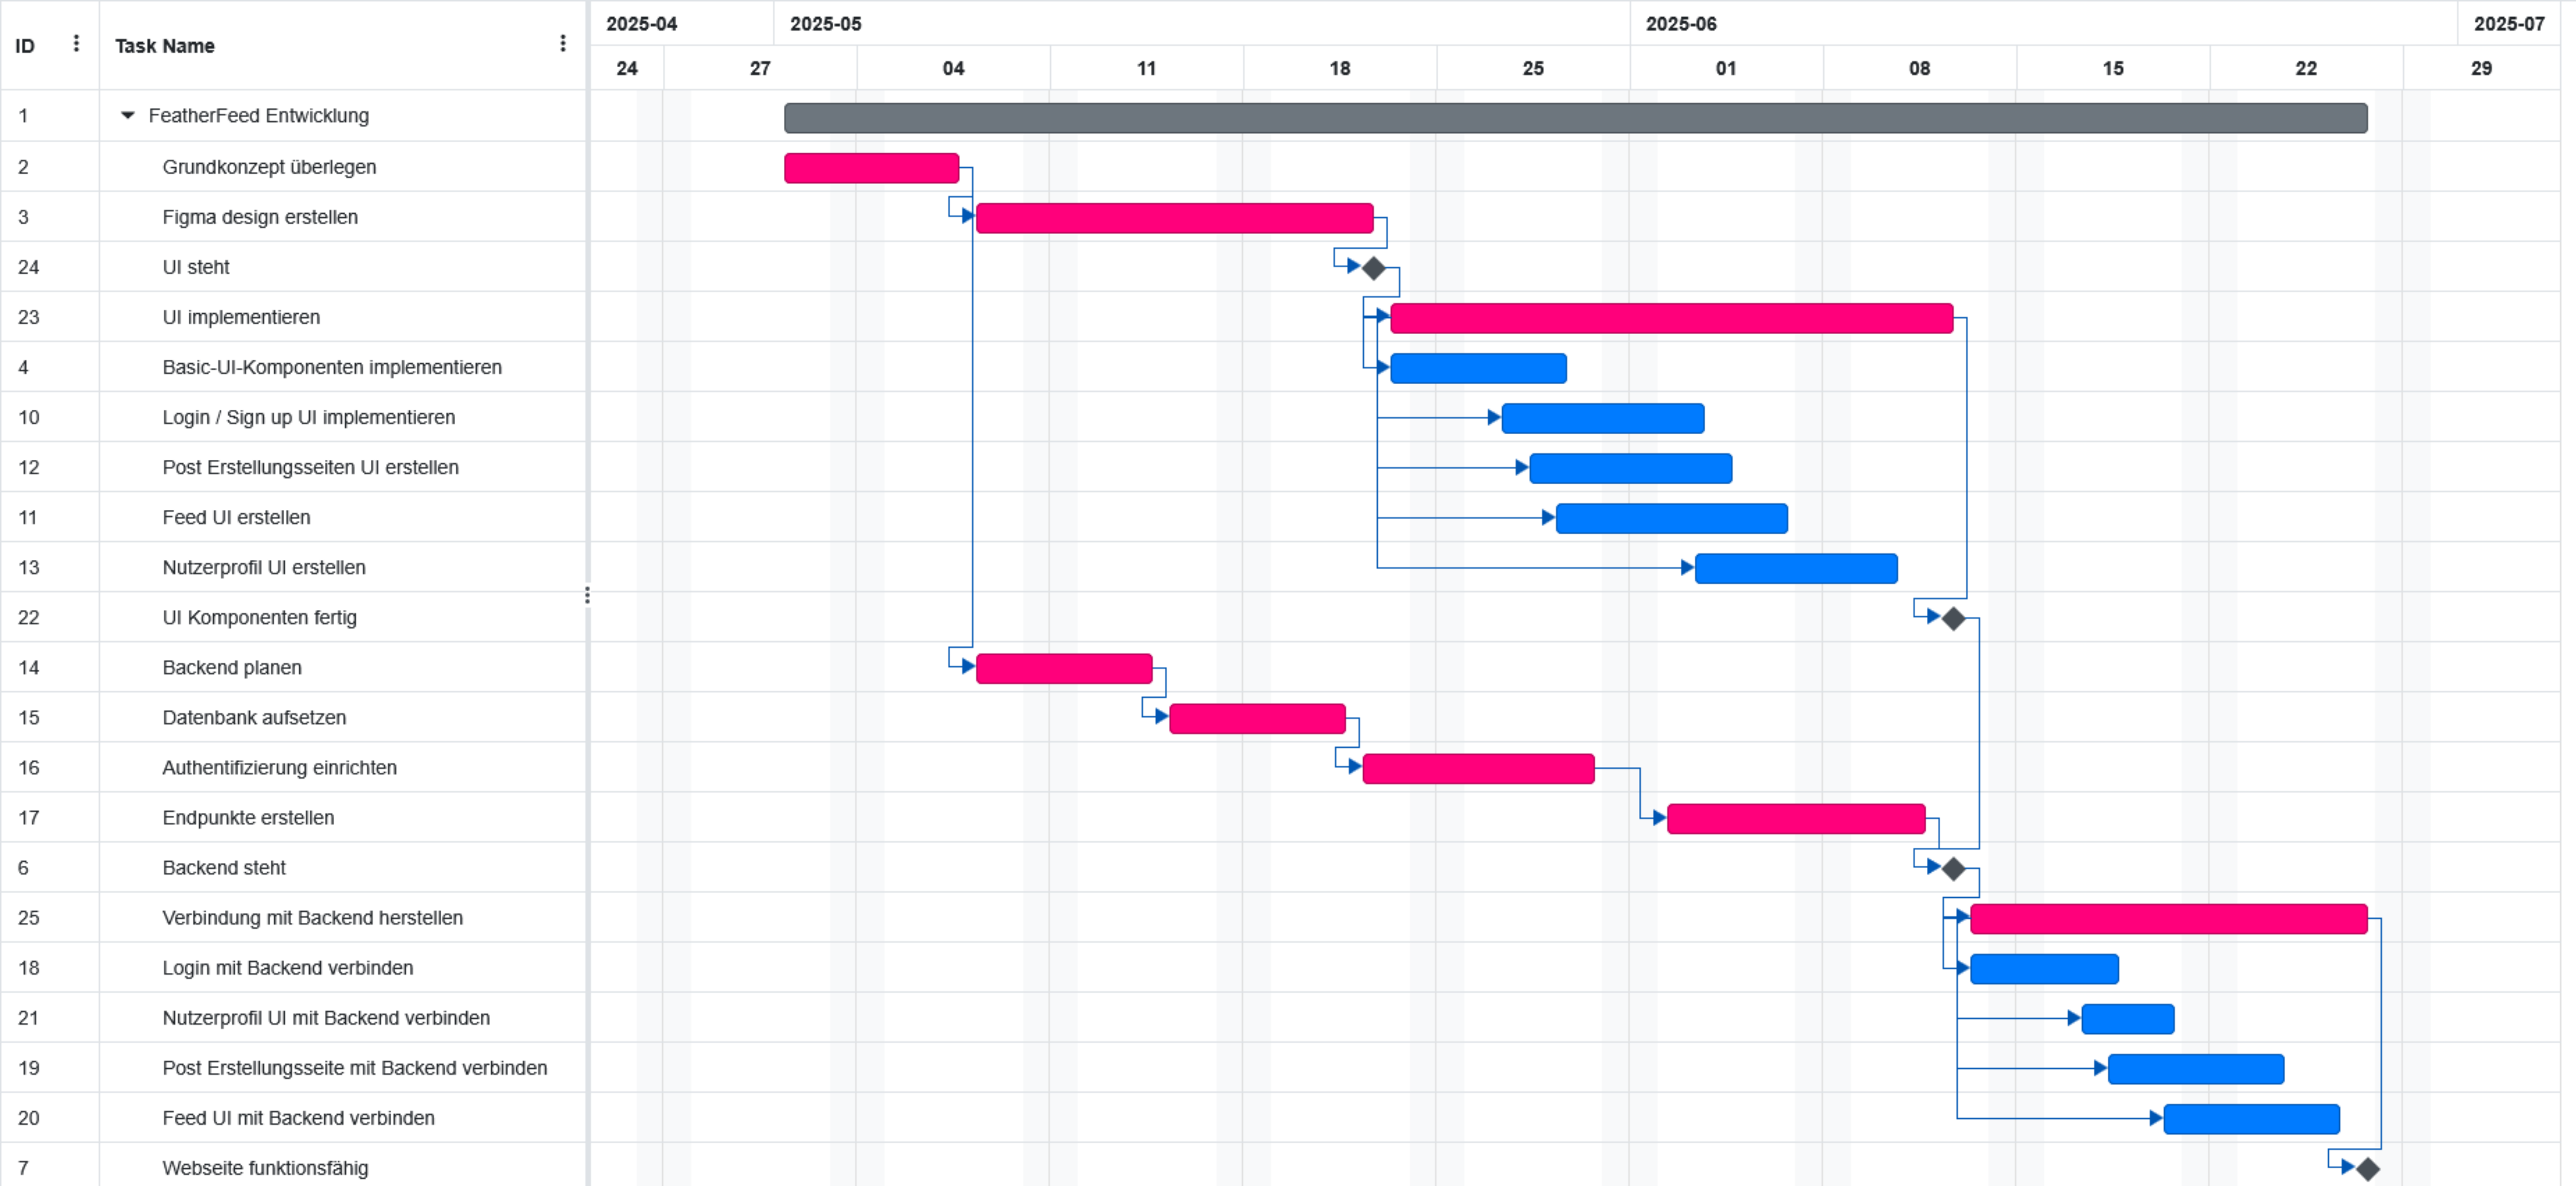 2025-04 2025-05 2025-06 2025-07
ID Task Name
24 27 04 11 18 25 01 08 15 22 29
1 FeatherFeed Entwicklung
2 Grundkonzept überlegen
3 Figma design erstellen
24 UI steht
23 UI implementieren
4 Basic-UI-Komponenten implementieren
10 Login / Sign up UI implementieren
12 Post Erstellungsseiten UI erstellen
11 Feed UI erstellen
13 Nutzerprofil UI erstellen
22 UI Komponenten fertig
14 Backend planen
15 Datenbank aufsetzen
16 Authentifizierung einrichten
17 Endpunkte erstellen
6 Backend steht
25 Verbindung mit Backend herstellen
18 Login mit Backend verbinden
21 Nutzerprofil UI mit Backend verbinden
19 Post Erstellungsseite mit Backend verbinden
20 Feed UI mit Backend verbinden
7 Webseite funktionsfähig